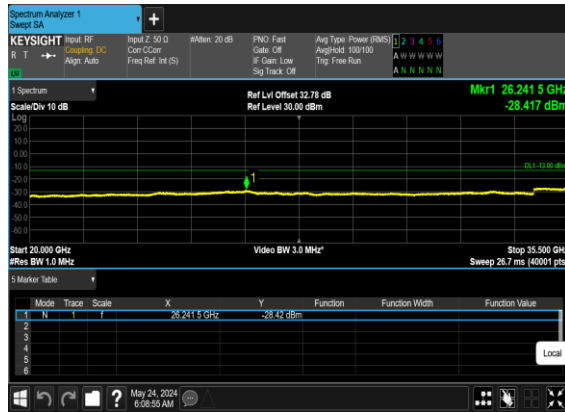 Spectrum Analyzer 1
Swept SA
+
KEYSIGHT Input: RF Input Z: 50 Ω #Atten: 20 dB PNO: Fast Avg Type: Power (RMS) 1 2 3 4 5 6
R T Coupling: DC Corr CCorr Gate: Off Avg|Hold: 100/100 A W W W W W
Align: Auto Freq Ref: Int (S) IF Gain: Low Trig: Free Run
Sig Track: Off A N N N N N
LW
1 Spectrum Ref Lvl Offset 32.78 dB Mkr1 26.241 5 GHz
Scale/Div 10 dB Ref Level 30.00 dBm -28.417 dBm
Log
20.0
10.0
0.00
-10.0
DL1 -13.00 dBm
-20.0
1
-30.0
-40.0
-50.0
-60.0
Start 20.000 GHz Video BW 3.0 MHz* Stop 35.500 GHz
#Res BW 1.0 MHz Sweep 26.7 ms (40001 pts)
5 Marker Table
Mode Trace Scale X Y Function Function Width Function Value
1 N 1 f 26.241 5 GHz -28.42 dBm
2
3
4
5
6
Local
? May 24, 2024
6:08:55 AM